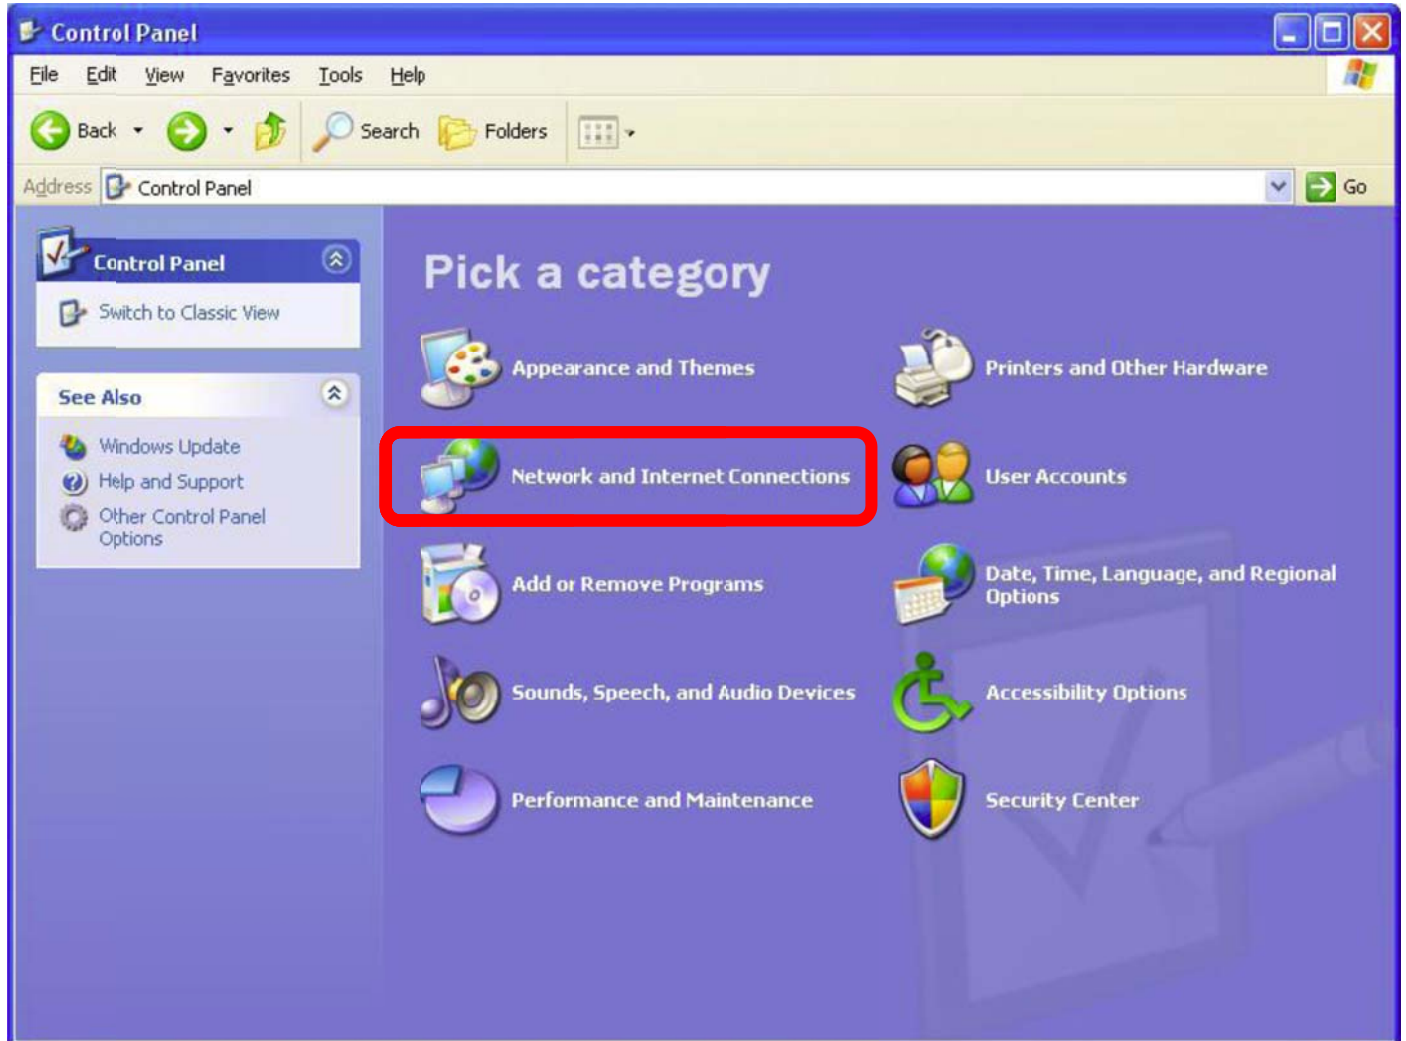 Control Panel
File Edit View Favorites Tools Help
Back Search Folders
Address Control Panel Go
Control Panel
Switch to Classic View
See Also
Windows Update
Help and Support
Other Control Panel
Options
Pick a category
Appearance and Themes
Printers and Other Hardware
Network and Internet Connections
User Accounts
Add or Remove Programs
Date, Time, Language, and Regional
Options
Sounds, Speech, and Audio Devices
Accessibility Options
Performance and Maintenance
Security Center